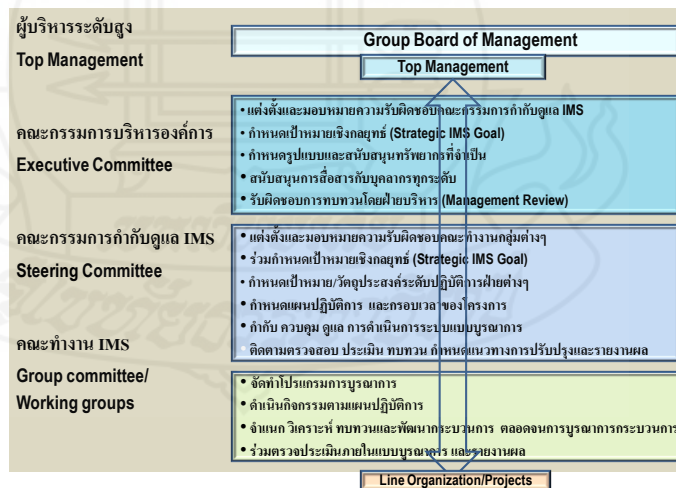 ผู้บริหารระดับสูง
Top Management
Group Board of Management
Top Management
คณะกรรมการบริหารองค์การ
Executive Committee
• แต่งตั้งและมอบหมายความรับผิดชอบคณะกรรมการกำกับดูแล IMS
• กำหนดเป้าหมายเชิงกลยุทธ์ (Strategic IMS Goal)
• กำหนดรูปแบบและสนับสนุนทรัพยากรที่จำเป็น
• สนับสนุนการสื่อสารกับบุคลากรทุกระดับ
• รับผิดชอบการทบทวนโดยฝ่ายบริหาร (Management Review)
คณะกรรมการกำกับดูแล IMS
Steering Committee
• แต่งตั้งและมอบหมายความรับผิดชอบคณะทำงานกลุ่มต่างๆ
• ร่วมกำหนดเป้าหมายเชิงกลยุทธ์ (Strategic IMS Goal)
• กำหนดเป้าหมาย/วัตถุประสงค์ระดับปฏิบัติการฝ่ายต่างๆ
• กำหนดแผนปฏิบัติการ และกรอบเวลาของโครงการ
• กำกับ ควบคุม ดูแล การดำเนินการระบบแบบบูรณาการ
• ติดตามตรวจสอบ ประเมิน ทบทวน กำหนดแนวทางการปรับปรุงและรายงานผล
คณะทำงาน IMS
Group committee/
Working groups
• จัดทำโปรแกรมการบูรณาการ
• ดำเนินกิจกรรมตามแผนปฏิบัติการ
• จำแนก วิเคราะห์ ทบทวนและพัฒนากระบวนการ ตลอดจนการบูรณาการกระบวนการ
• ร่วมตรวจประเมินภายในแบบบูรณาการ และรายงานผล
Line Organization/Projects